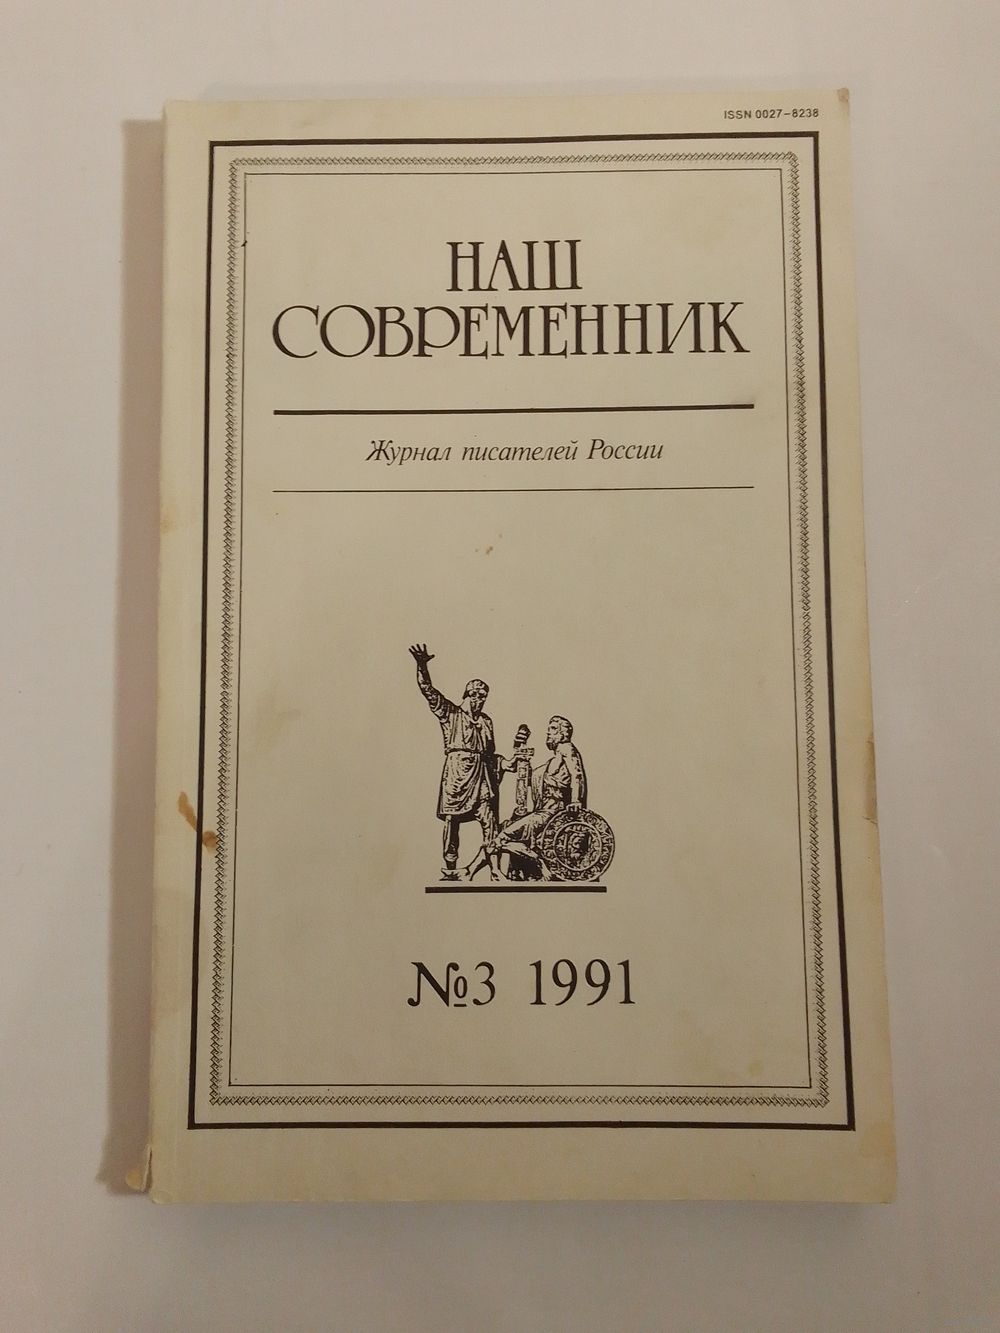 ISSN 0027-8238
НАШ
СОВРЕМЕННИК
Журнал писателей России
№3 1991